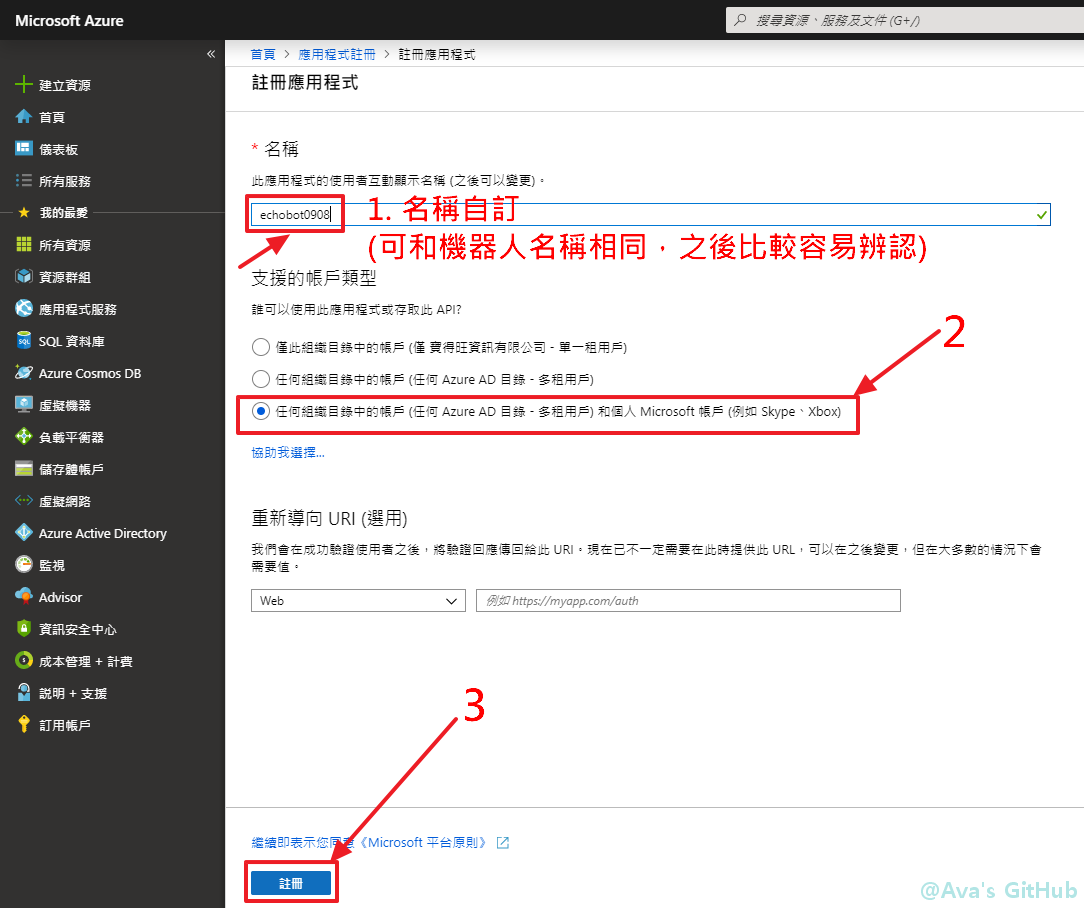 Microsoft Azure
搜尋資源、服務及文件 (G+/)
«
建立資源
首頁
儀表板
所有服務
我的最愛
所有資源
資源群組
應用程式服務
SQL 資料庫
Azure Cosmos DB
虛擬機器
負載平衡器
儲存體帳戶
虛擬網路
Azure Active Directory
監視
Advisor
資訊安全中心
成本管理 + 計費
說明 + 支援
訂用帳戶
首頁 > 應用程式註冊 > 註冊應用程式
註冊應用程式
* 名稱
此應用程式的使用者互動顯示名稱 (之後可以變更)。
echobot0908
1. 名稱自訂
(可和機器人名稱相同，之後比較容易辨認)
支援的帳戶類型
誰可以使用此應用程式或存取此 API?
僅此組織目錄中的帳戶 (僅 寶得旺資訊有限公司 - 單一租用戶)
任何組織目錄中的帳戶 (任何 Azure AD 目錄 - 多租用戶)
2
任何組織目錄中的帳戶 (任何 Azure AD 目錄 - 多租用戶) 和個人 Microsoft 帳戶 (例如 Skype、Xbox)
協助我選擇...
重新導向 URI (選用)
我們會在成功驗證使用者之後，將驗證回應傳回給此 URI。現在已不一定需要在此時提供此 URL，可以在之後變更，但在大多數的情況下會
需要值。
Web
例如 https://myapp.com/auth
3
繼續即表示您同意《Microsoft 平台原則》
註冊
@Ava's GitHub